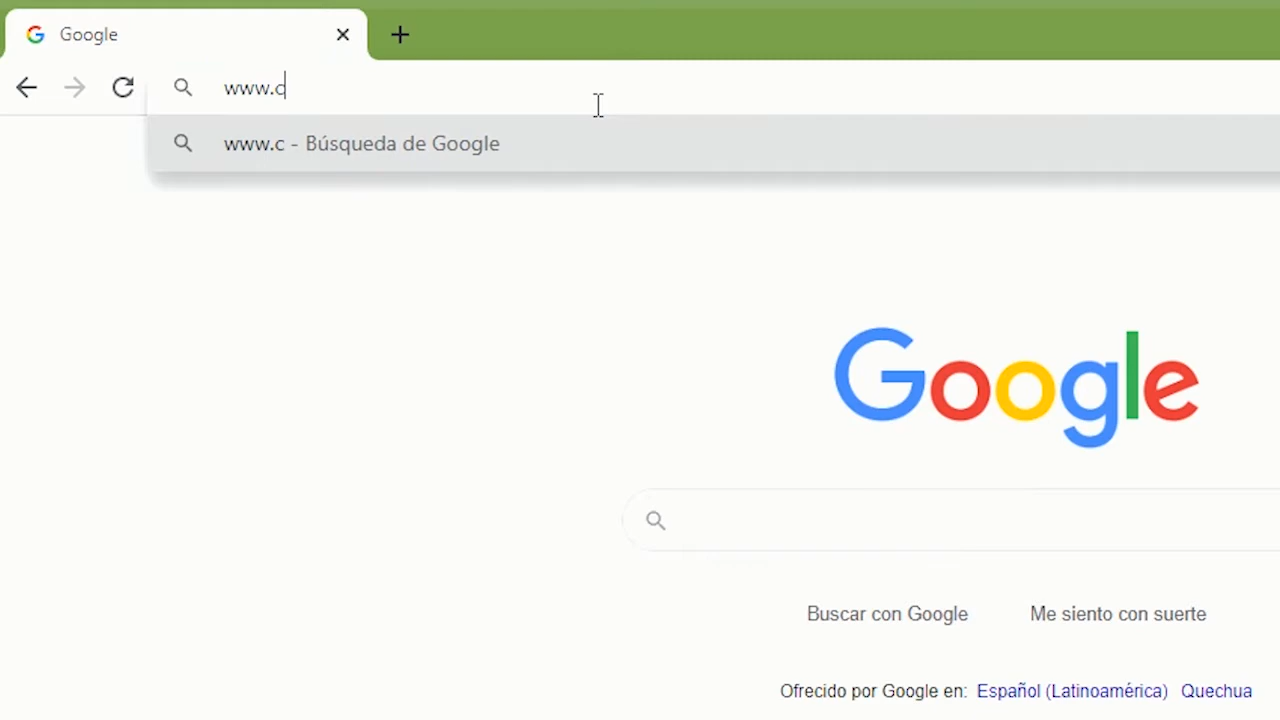 Google
www.c
www.c - Búsqueda de Google
Google
Buscar con Google Me siento con suerte
Ofrecido por Google en: Español (Latinoamérica) Quechua